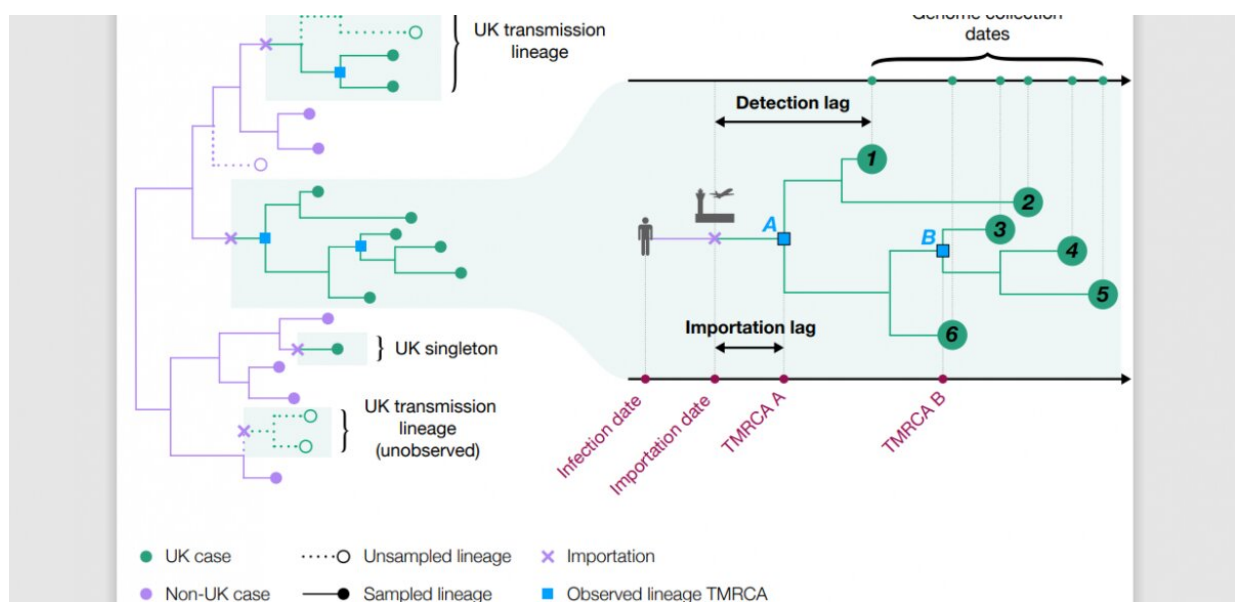 Genome collection
dates
UK transmission
lineage
Detection lag
1
A
2
B
3
4
5
6
Importation lag
UK singleton
UK transmission
lineage
(unobserved)
Infection date
Importation date
TMRCA A
TMRCA B
UK case
Unsampled lineage
Importation
Non-UK case
Sampled lineage
Observed lineage TMRCA